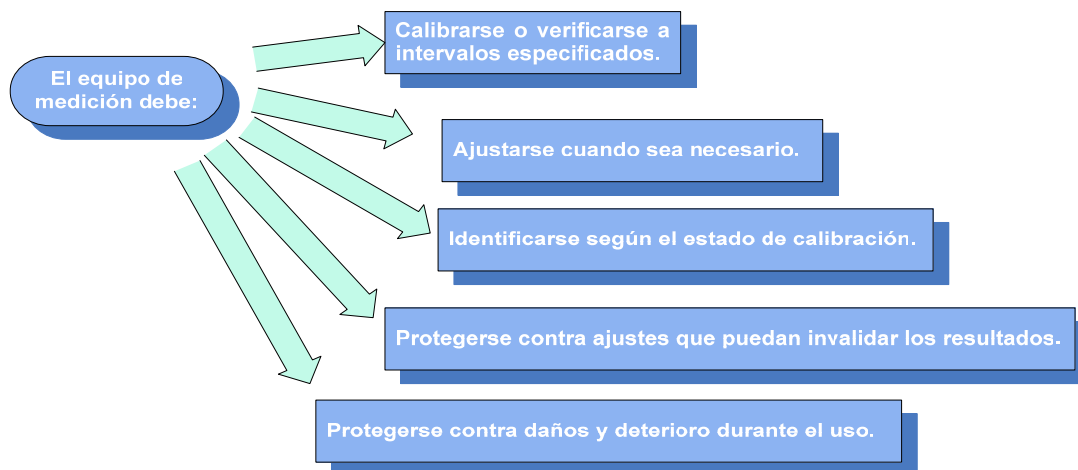 El equipo de
medición debe:
Calibrarse o verificarse a
intervalos especificados.
Ajustarse cuando sea necesario.
Identificarse según el estado de calibración.
Protegerse contra ajustes que puedan invalidar los resultados.
Protegerse contra daños y deterioro durante el uso.